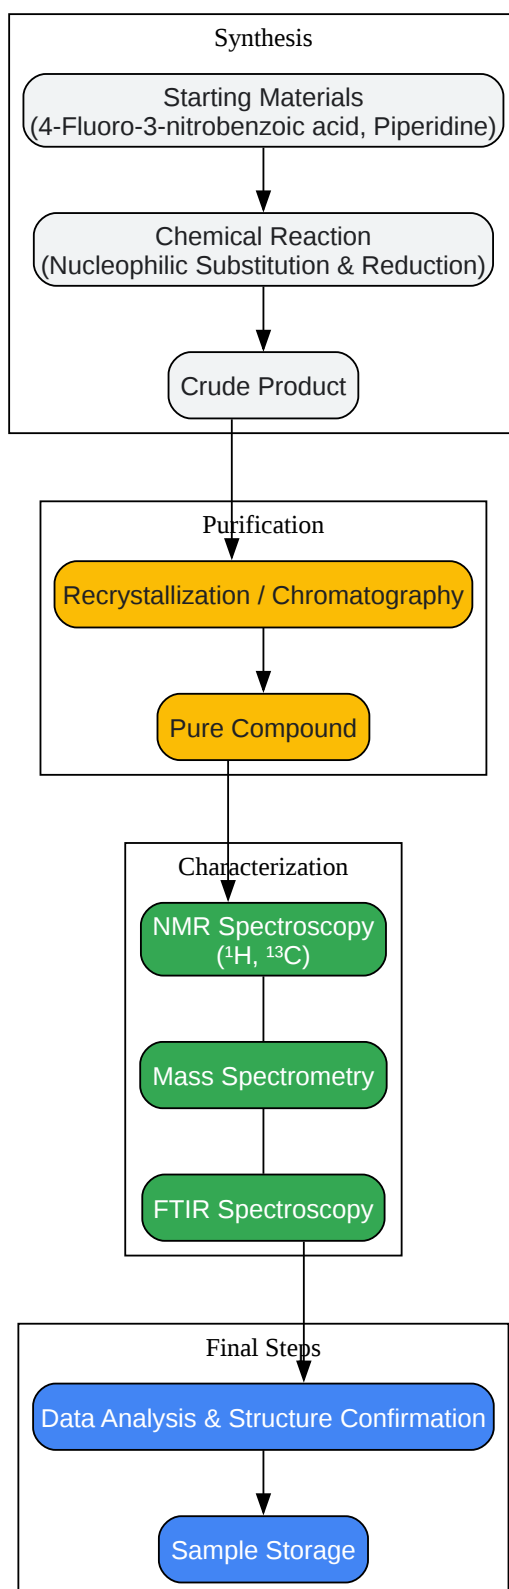 Synthesis
Starting Materials
(4-Fluoro-3-nitrobenzoic acid, Piperidine)
Chemical Reaction
(Nucleophilic Substitution & Reduction)
Crude Product
Purification
Recrystallization / Chromatography
Pure Compound
Characterization
NMR Spectroscopy
(¹H, ¹³C)
Mass Spectrometry
FTIR Spectroscopy
Final Steps
Data Analysis & Structure Confirmation
Sample Storage